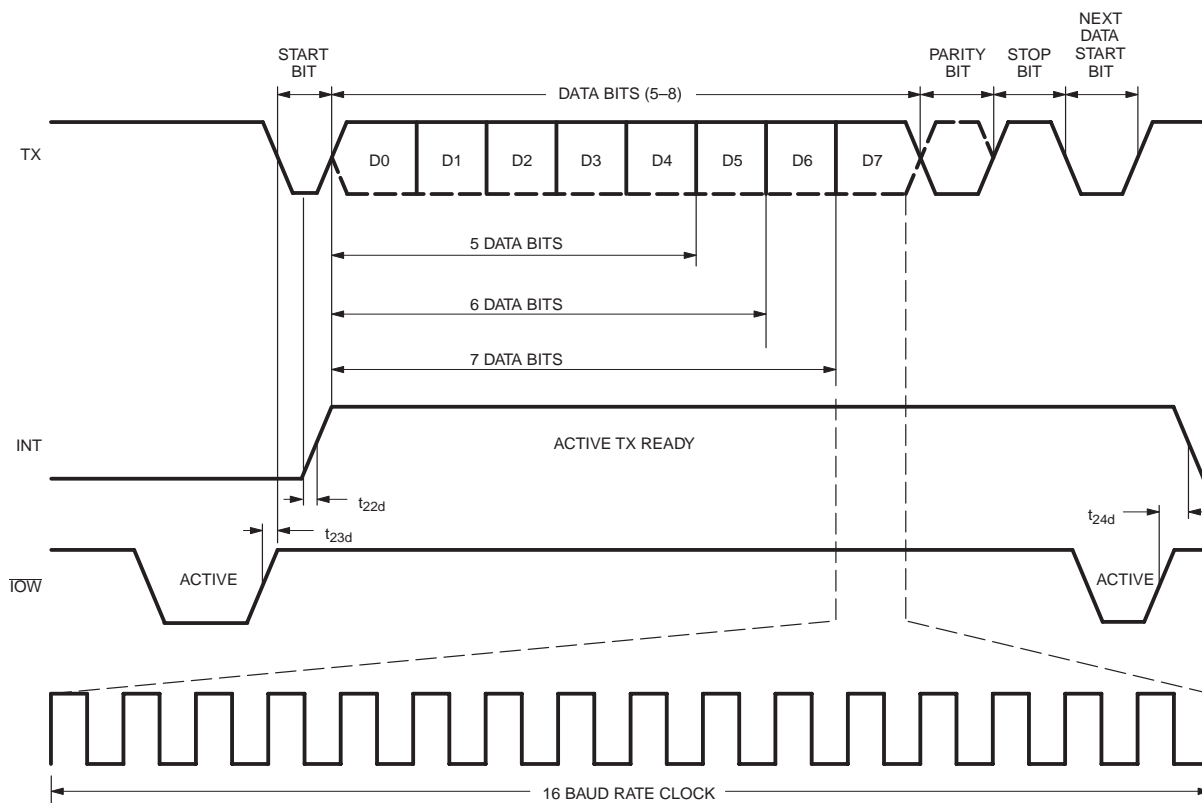 START
BIT
DATA BITS (5–8)
PARITY
BIT
STOP
BIT
NEXT
DATA
START
BIT
TX
D0
D1
D2
D3
D4
D5
D6
D7
5 DATA BITS
6 DATA BITS
7 DATA BITS
INT
ACTIVE TX READY
t22d
t23d
t24d
IOW
ACTIVE
ACTIVE
16 BAUD RATE CLOCK